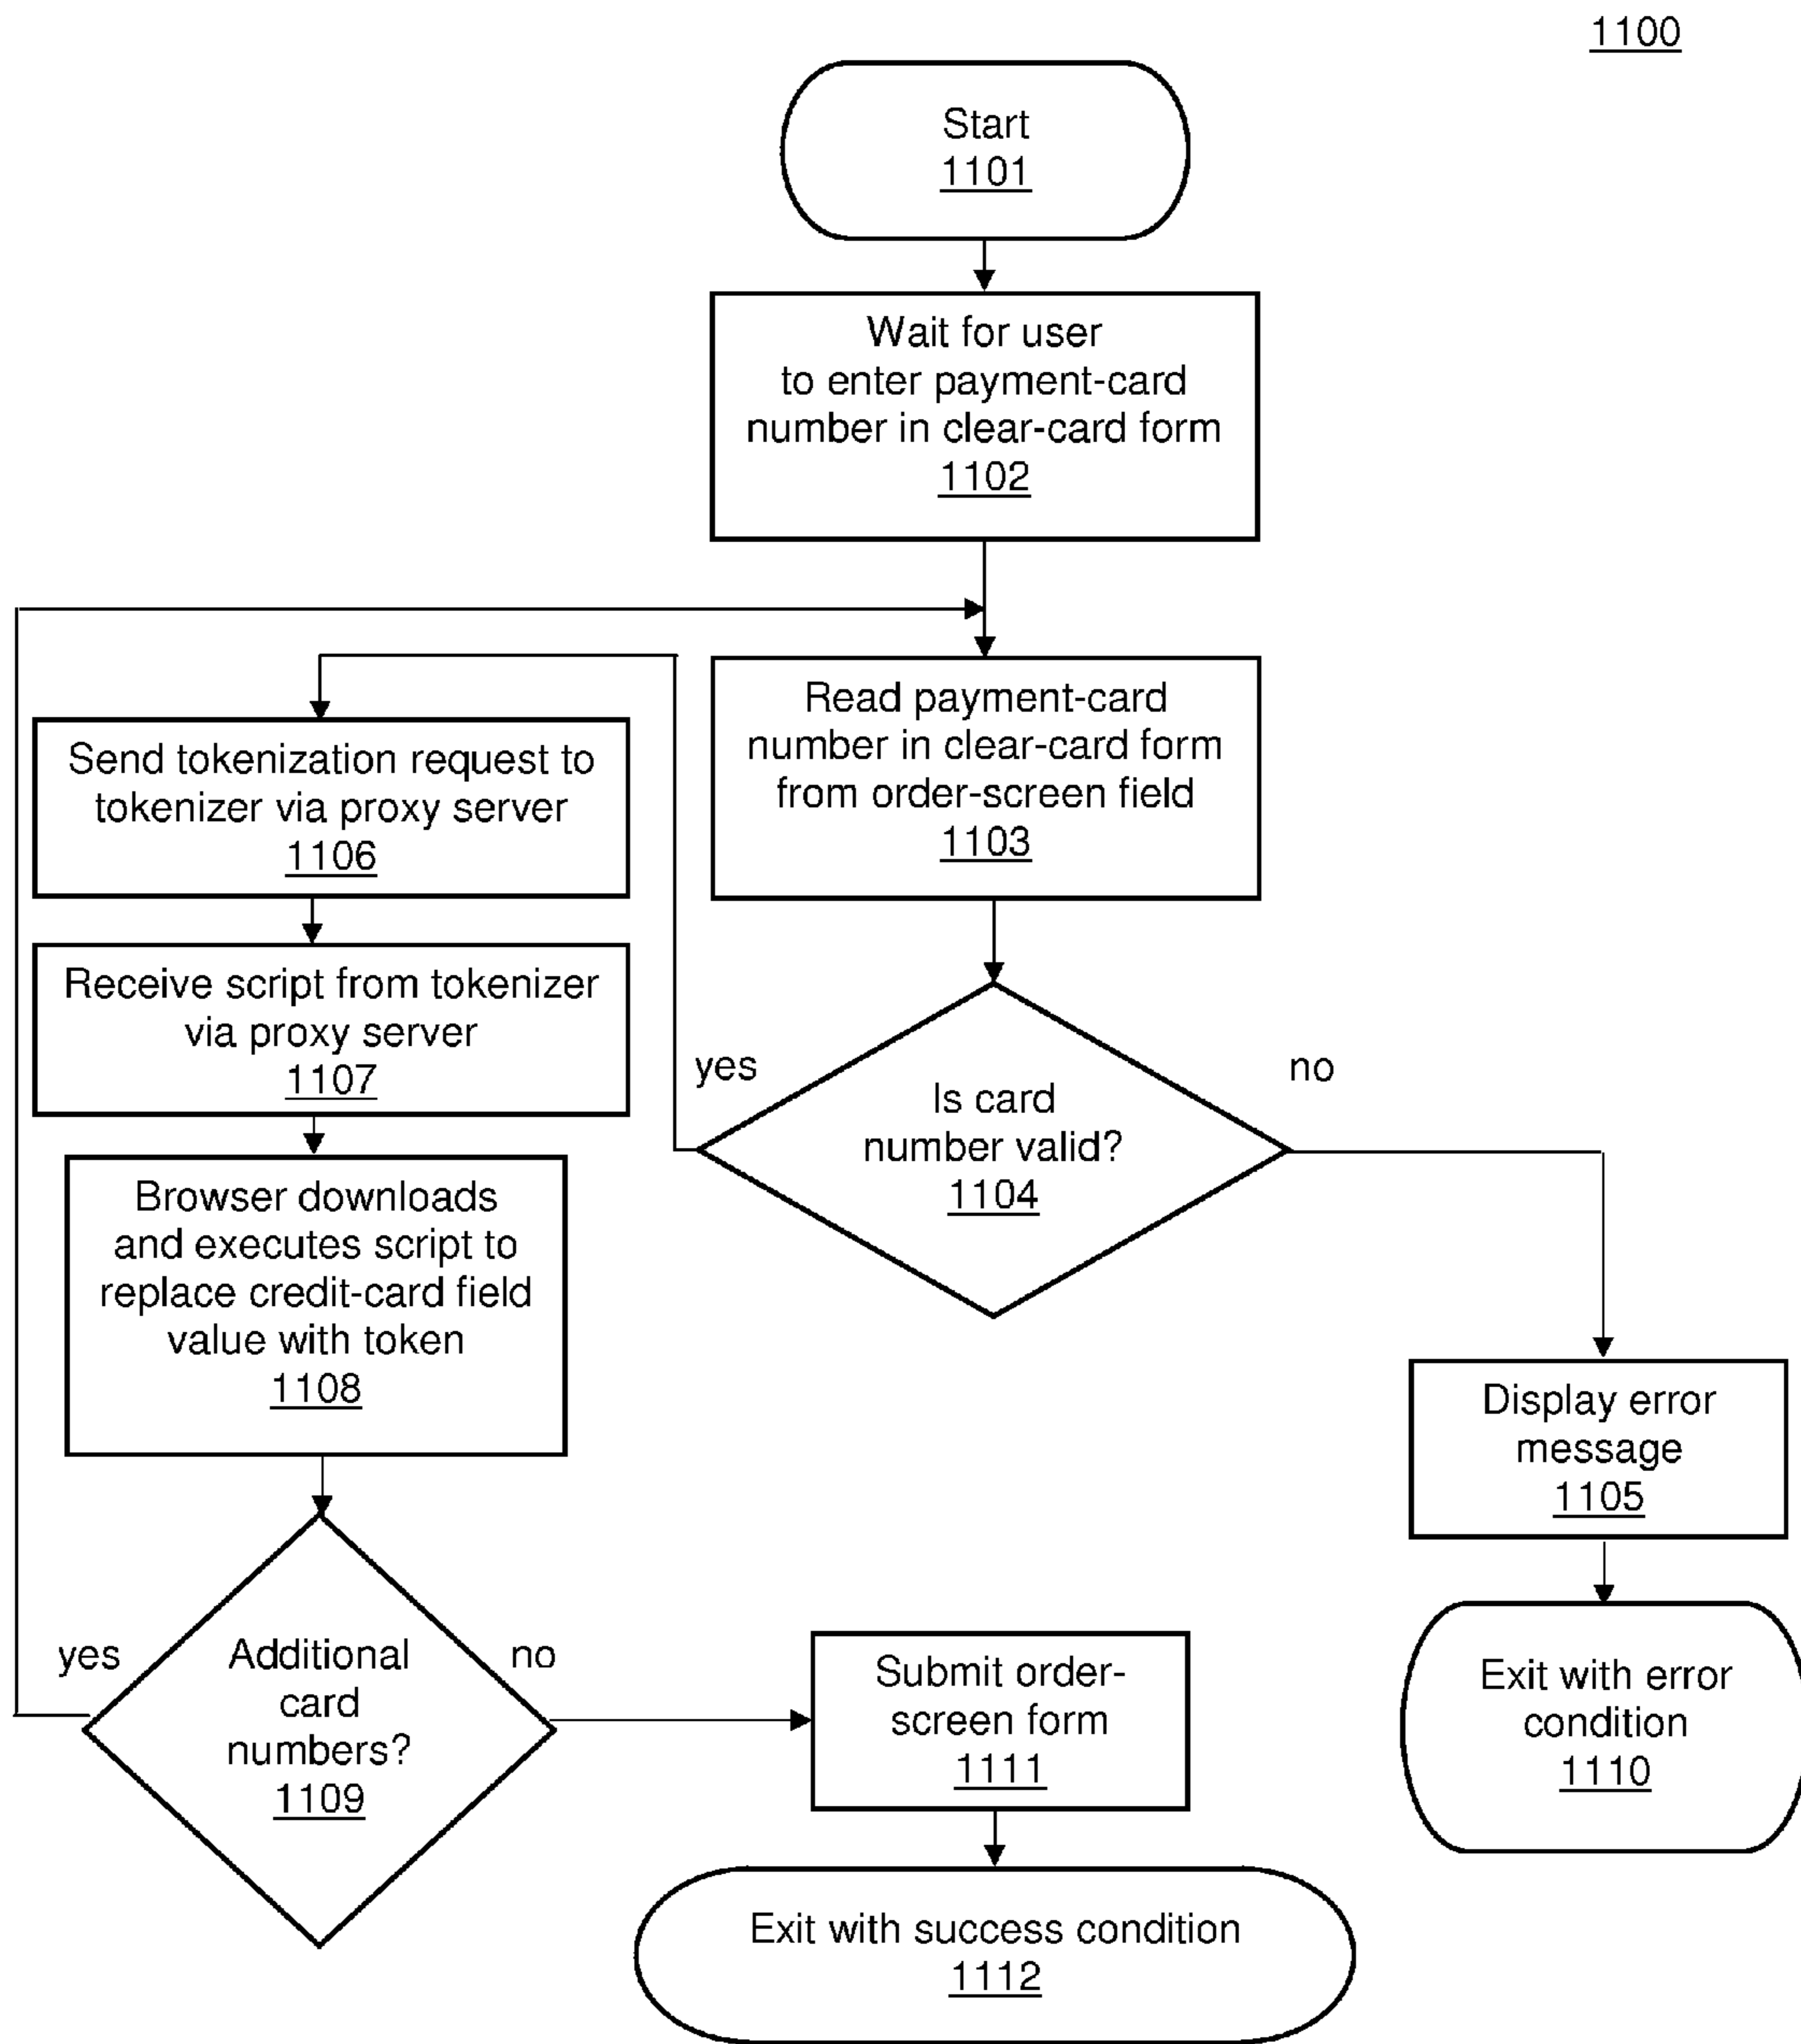 1100
Start
1101
Wait for user
to enter payment-card
number in clear-card form
1102
Read payment-card
number in clear-card form
from order-screen field
1103
Is card
number valid?
1104
yes
no
Send tokenization request to
tokenizer via proxy server
1106
Receive script from tokenizer
via proxy server
1107
Browser downloads
and executes script to
replace credit-card field
value with token
1108
Display error
message
1105
Exit with error
condition
1110
Additional
card
numbers?
1109
yes
no
Submit order-
screen form
1111
Exit with success condition
1112